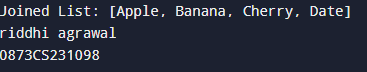 Joined List: [Apple, Banana, Cherry, Date]
riddhi agrawal
0873CS231098